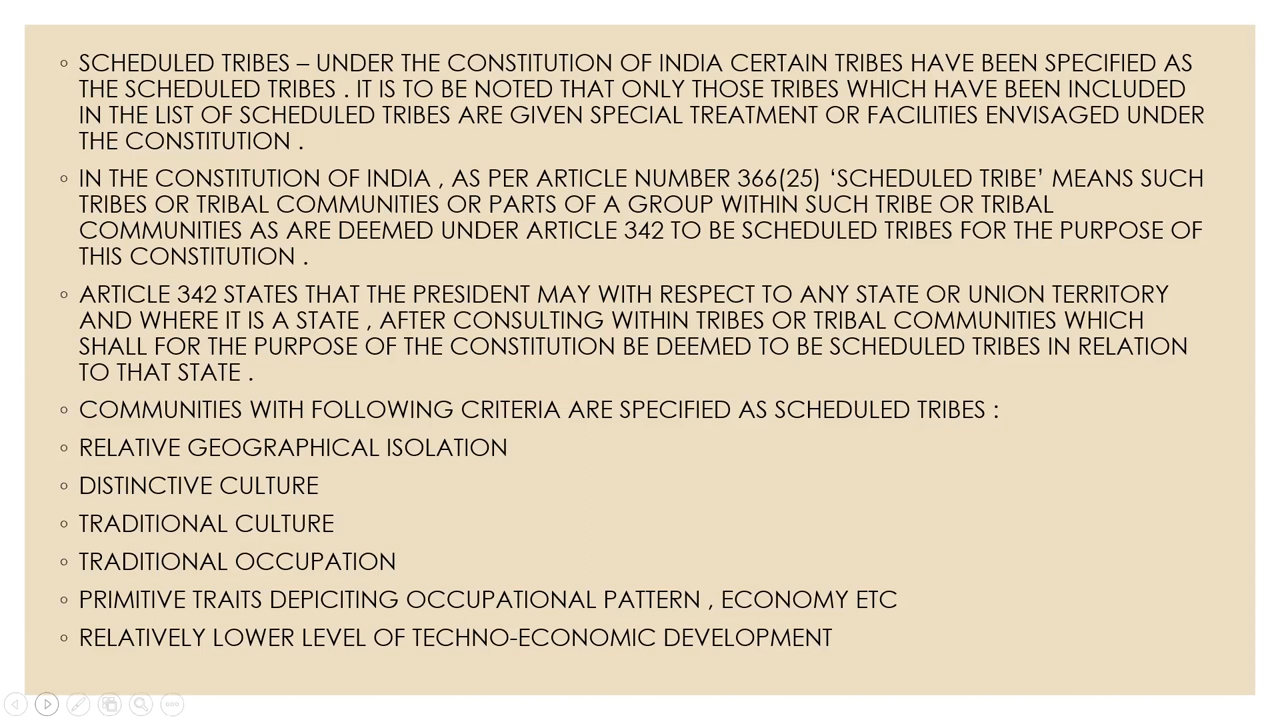 ◦ SCHEDULED TRIBES – UNDER THE CONSTITUTION OF INDIA CERTAIN TRIBES HAVE BEEN SPECIFIED AS
THE SCHEDULED TRIBES . IT IS TO BE NOTED THAT ONLY THOSE TRIBES WHICH HAVE BEEN INCLUDED
IN THE LIST OF SCHEDULED TRIBES ARE GIVEN SPECIAL TREATMENT OR FACILITIES ENVISAGED UNDER
THE CONSTITUTION .
◦ IN THE CONSTITUTION OF INDIA , AS PER ARTICLE NUMBER 366(25) ‘SCHEDULED TRIBE’ MEANS SUCH
TRIBES OR TRIBAL COMMUNITIES OR PARTS OF A GROUP WITHIN SUCH TRIBE OR TRIBAL
COMMUNITIES AS ARE DEEMED UNDER ARTICLE 342 TO BE SCHEDULED TRIBES FOR THE PURPOSE OF
THIS CONSTITUTION .
◦ ARTICLE 342 STATES THAT THE PRESIDENT MAY WITH RESPECT TO ANY STATE OR UNION TERRITORY
AND WHERE IT IS A STATE , AFTER CONSULTING WITHIN TRIBES OR TRIBAL COMMUNITIES WHICH
SHALL FOR THE PURPOSE OF THE CONSTITUTION BE DEEMED TO BE SCHEDULED TRIBES IN RELATION
TO THAT STATE .
◦ COMMUNITIES WITH FOLLOWING CRITERIA ARE SPECIFIED AS SCHEDULED TRIBES :
◦ RELATIVE GEOGRAPHICAL ISOLATION
◦ DISTINCTIVE CULTURE
◦ TRADITIONAL CULTURE
◦ TRADITIONAL OCCUPATION
◦ PRIMITIVE TRAITS DEPICITING OCCUPATIONAL PATTERN , ECONOMY ETC
◦ RELATIVELY LOWER LEVEL OF TECHNO-ECONOMIC DEVELOPMENT